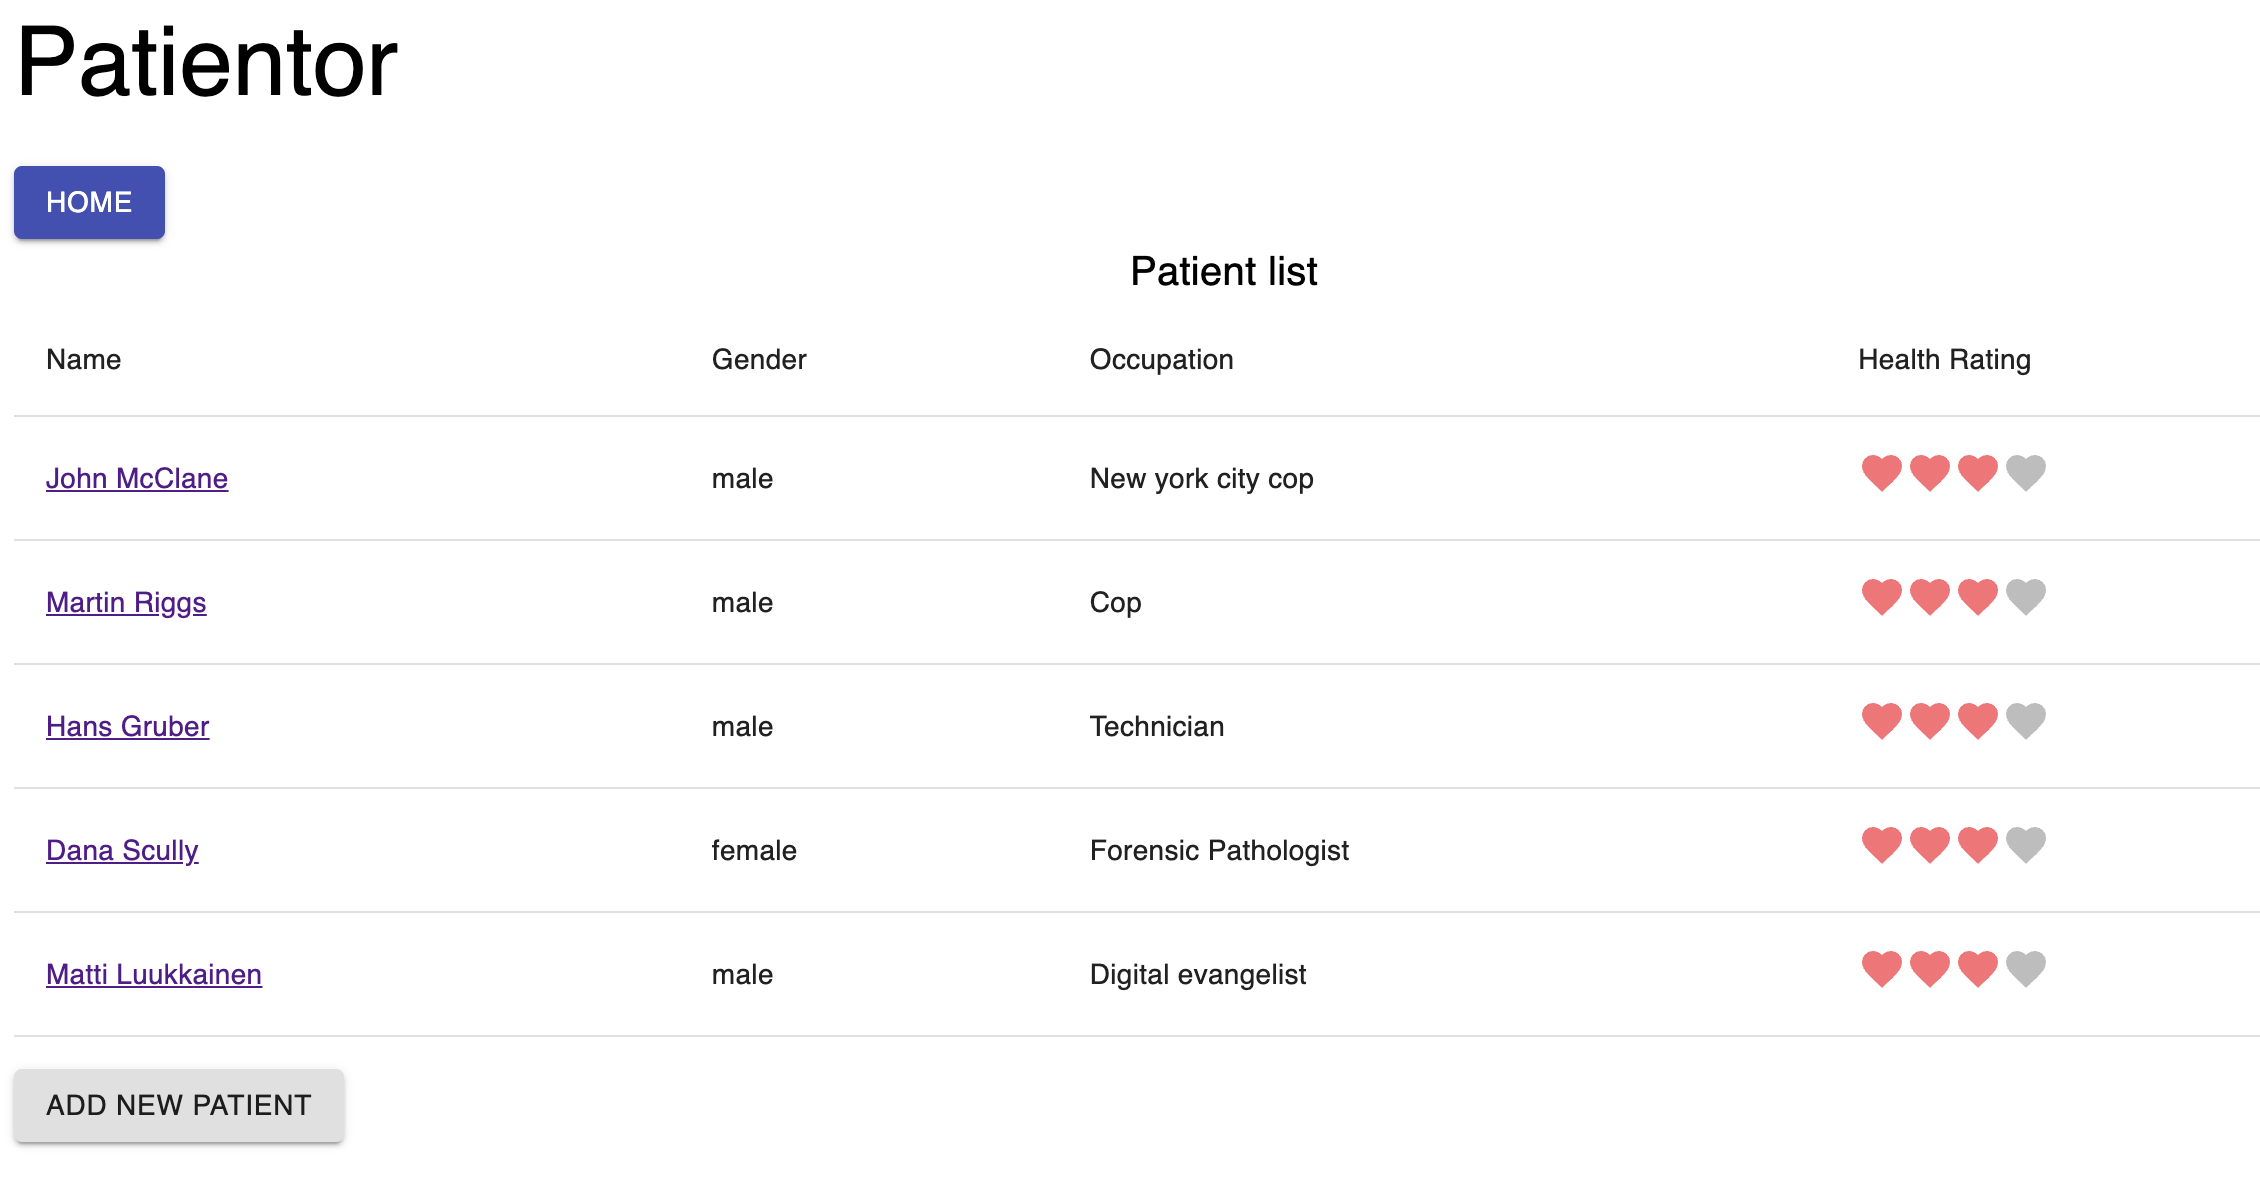 Patientor
HOME
Patient list
Name Gender Occupation Health Rating
John McClane male New york city cop
Martin Riggs male Cop
Hans Gruber male Technician
Dana Scully female Forensic Pathologist
Matti Luukkainen male Digital evangelist
ADD NEW PATIENT